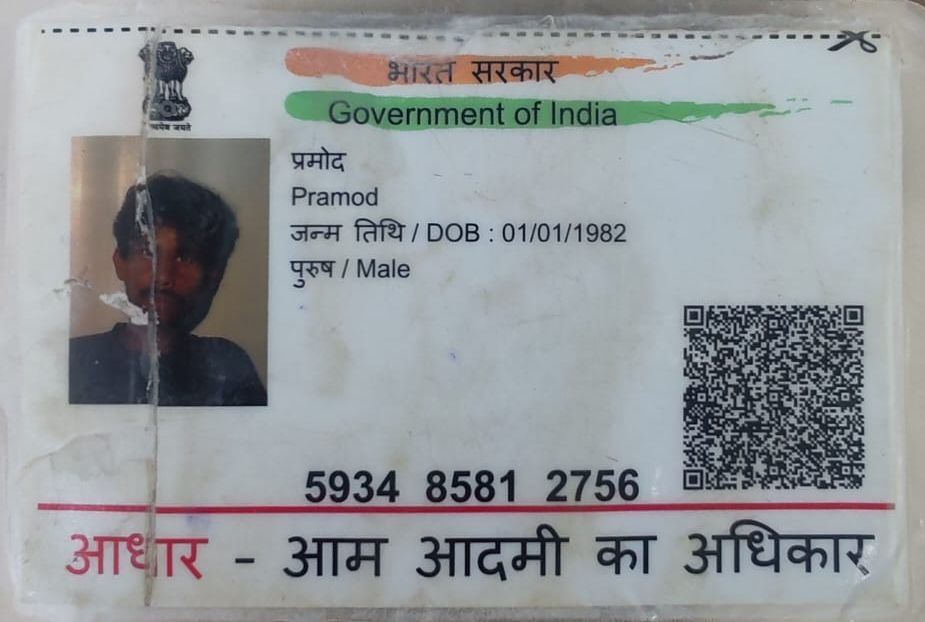 भारत सरकार
Government of India
प्रमोद
Pramod
जन्म तिथि / DOB : 01/01/1982
पुरुष / Male
5934 8581 2756
आधार - आम आदमी का अधिकार